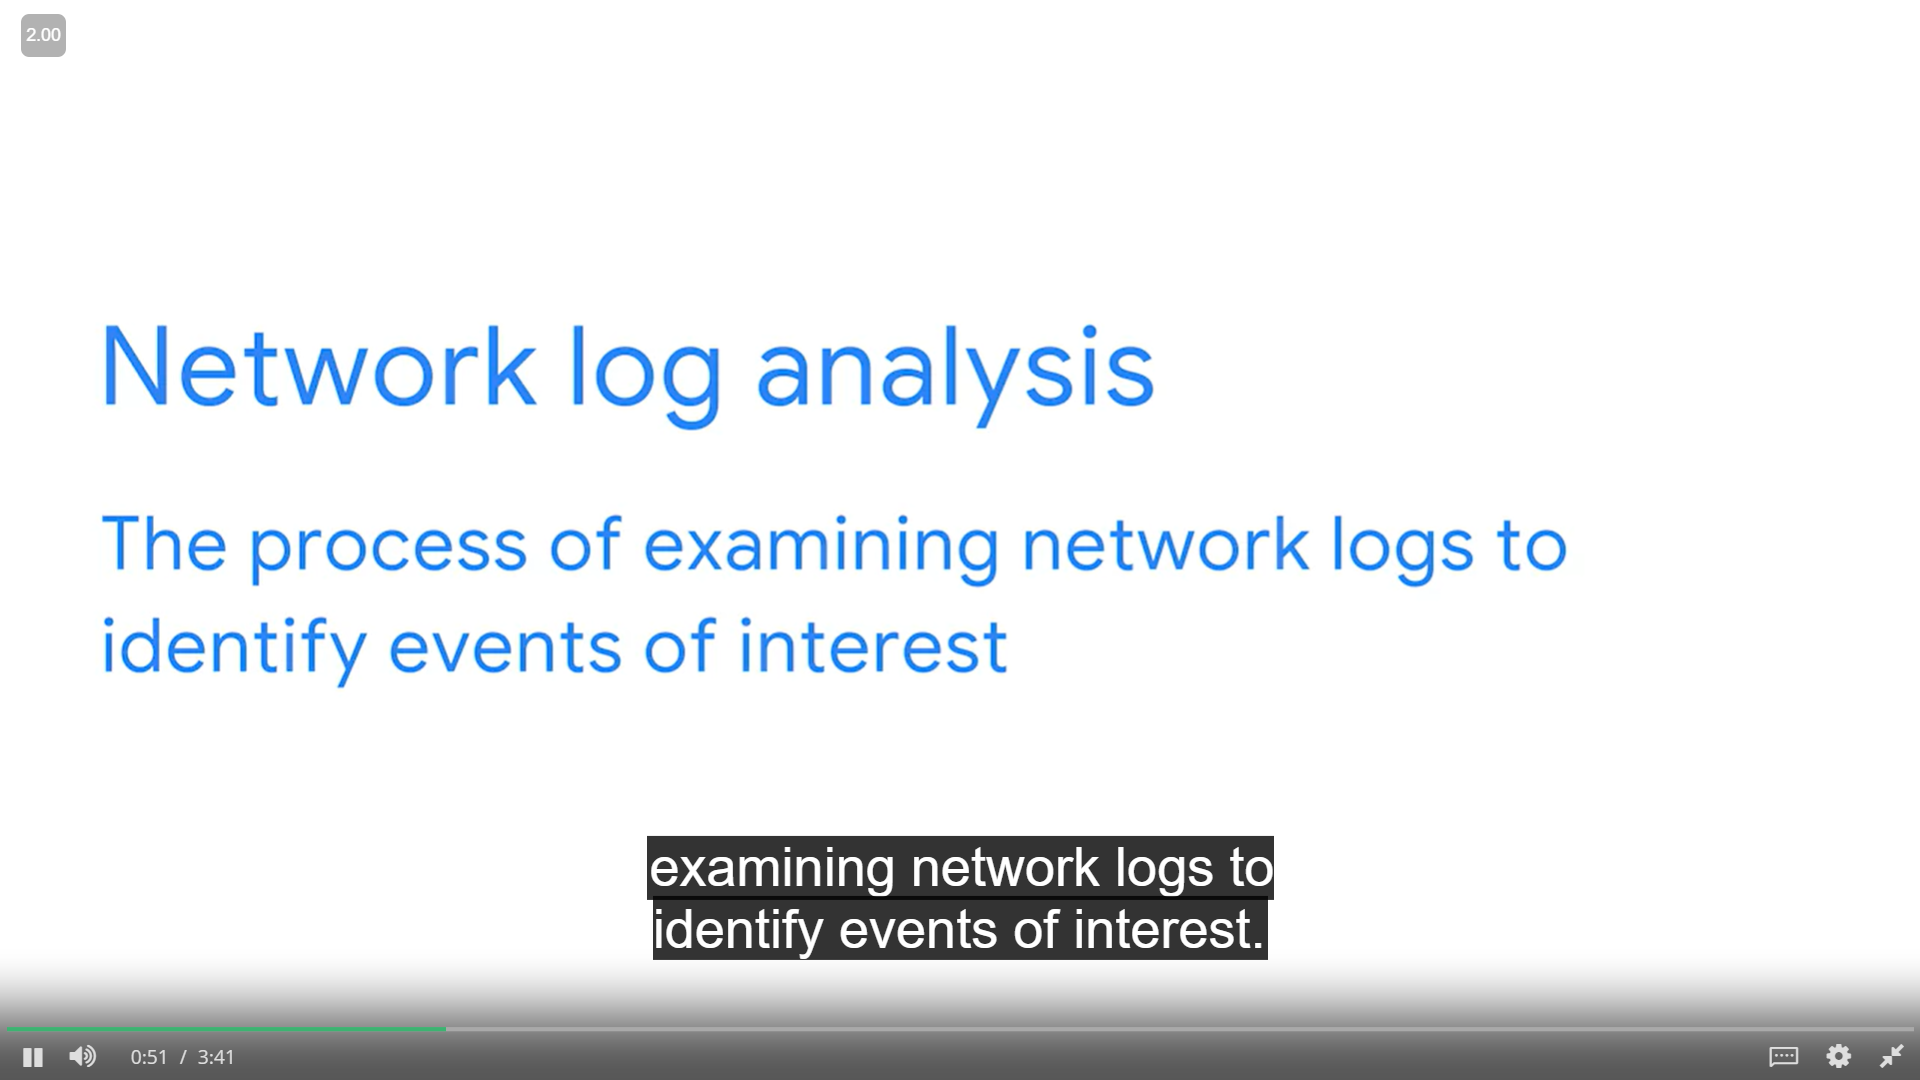 2.00
Network log analysis
The process of examining network logs to
identify events of interest
examining network logs to
identify events of interest.
0:51 / 3:41